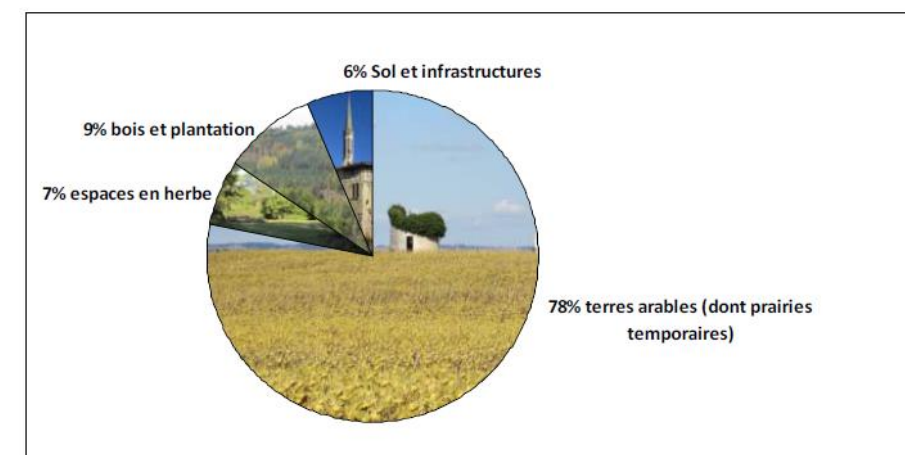 6% Sol et infrastructures
9% bois et plantation
7% espaces en herbe
78% terres arables (dont prairies
temporaires)